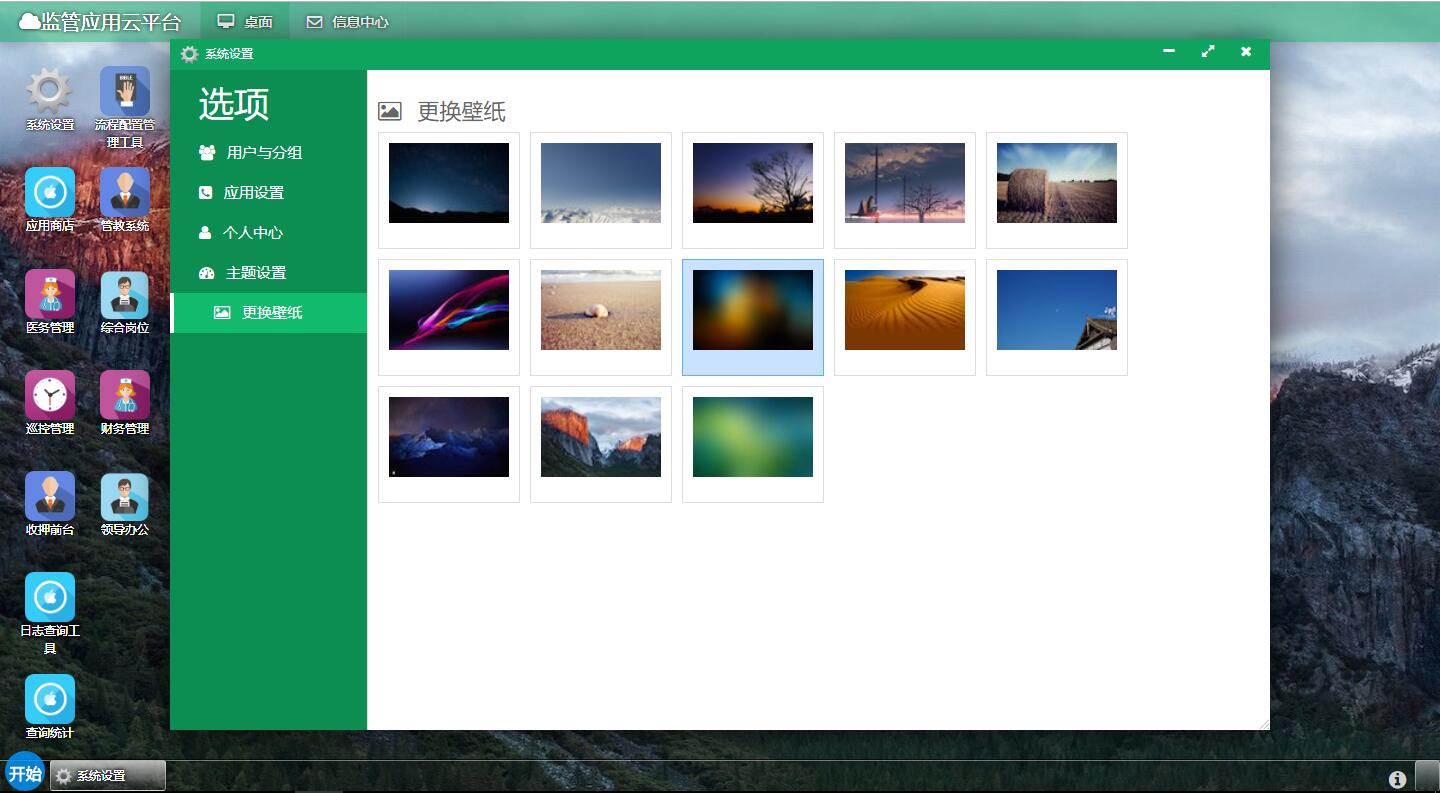 监管应用云平台
桌面
信息中心
系统设置
系统设置
流程配置管
理工具
应用商店
管教系统
医务管理
综合岗位
巡控管理
财务管理
收押前台
领导办公
日志查询工
具
查询统计
选项
用户与分组
应用设置
个人中心
主题设置
更换壁纸
更换壁纸
BIBLE
开始
系统设置